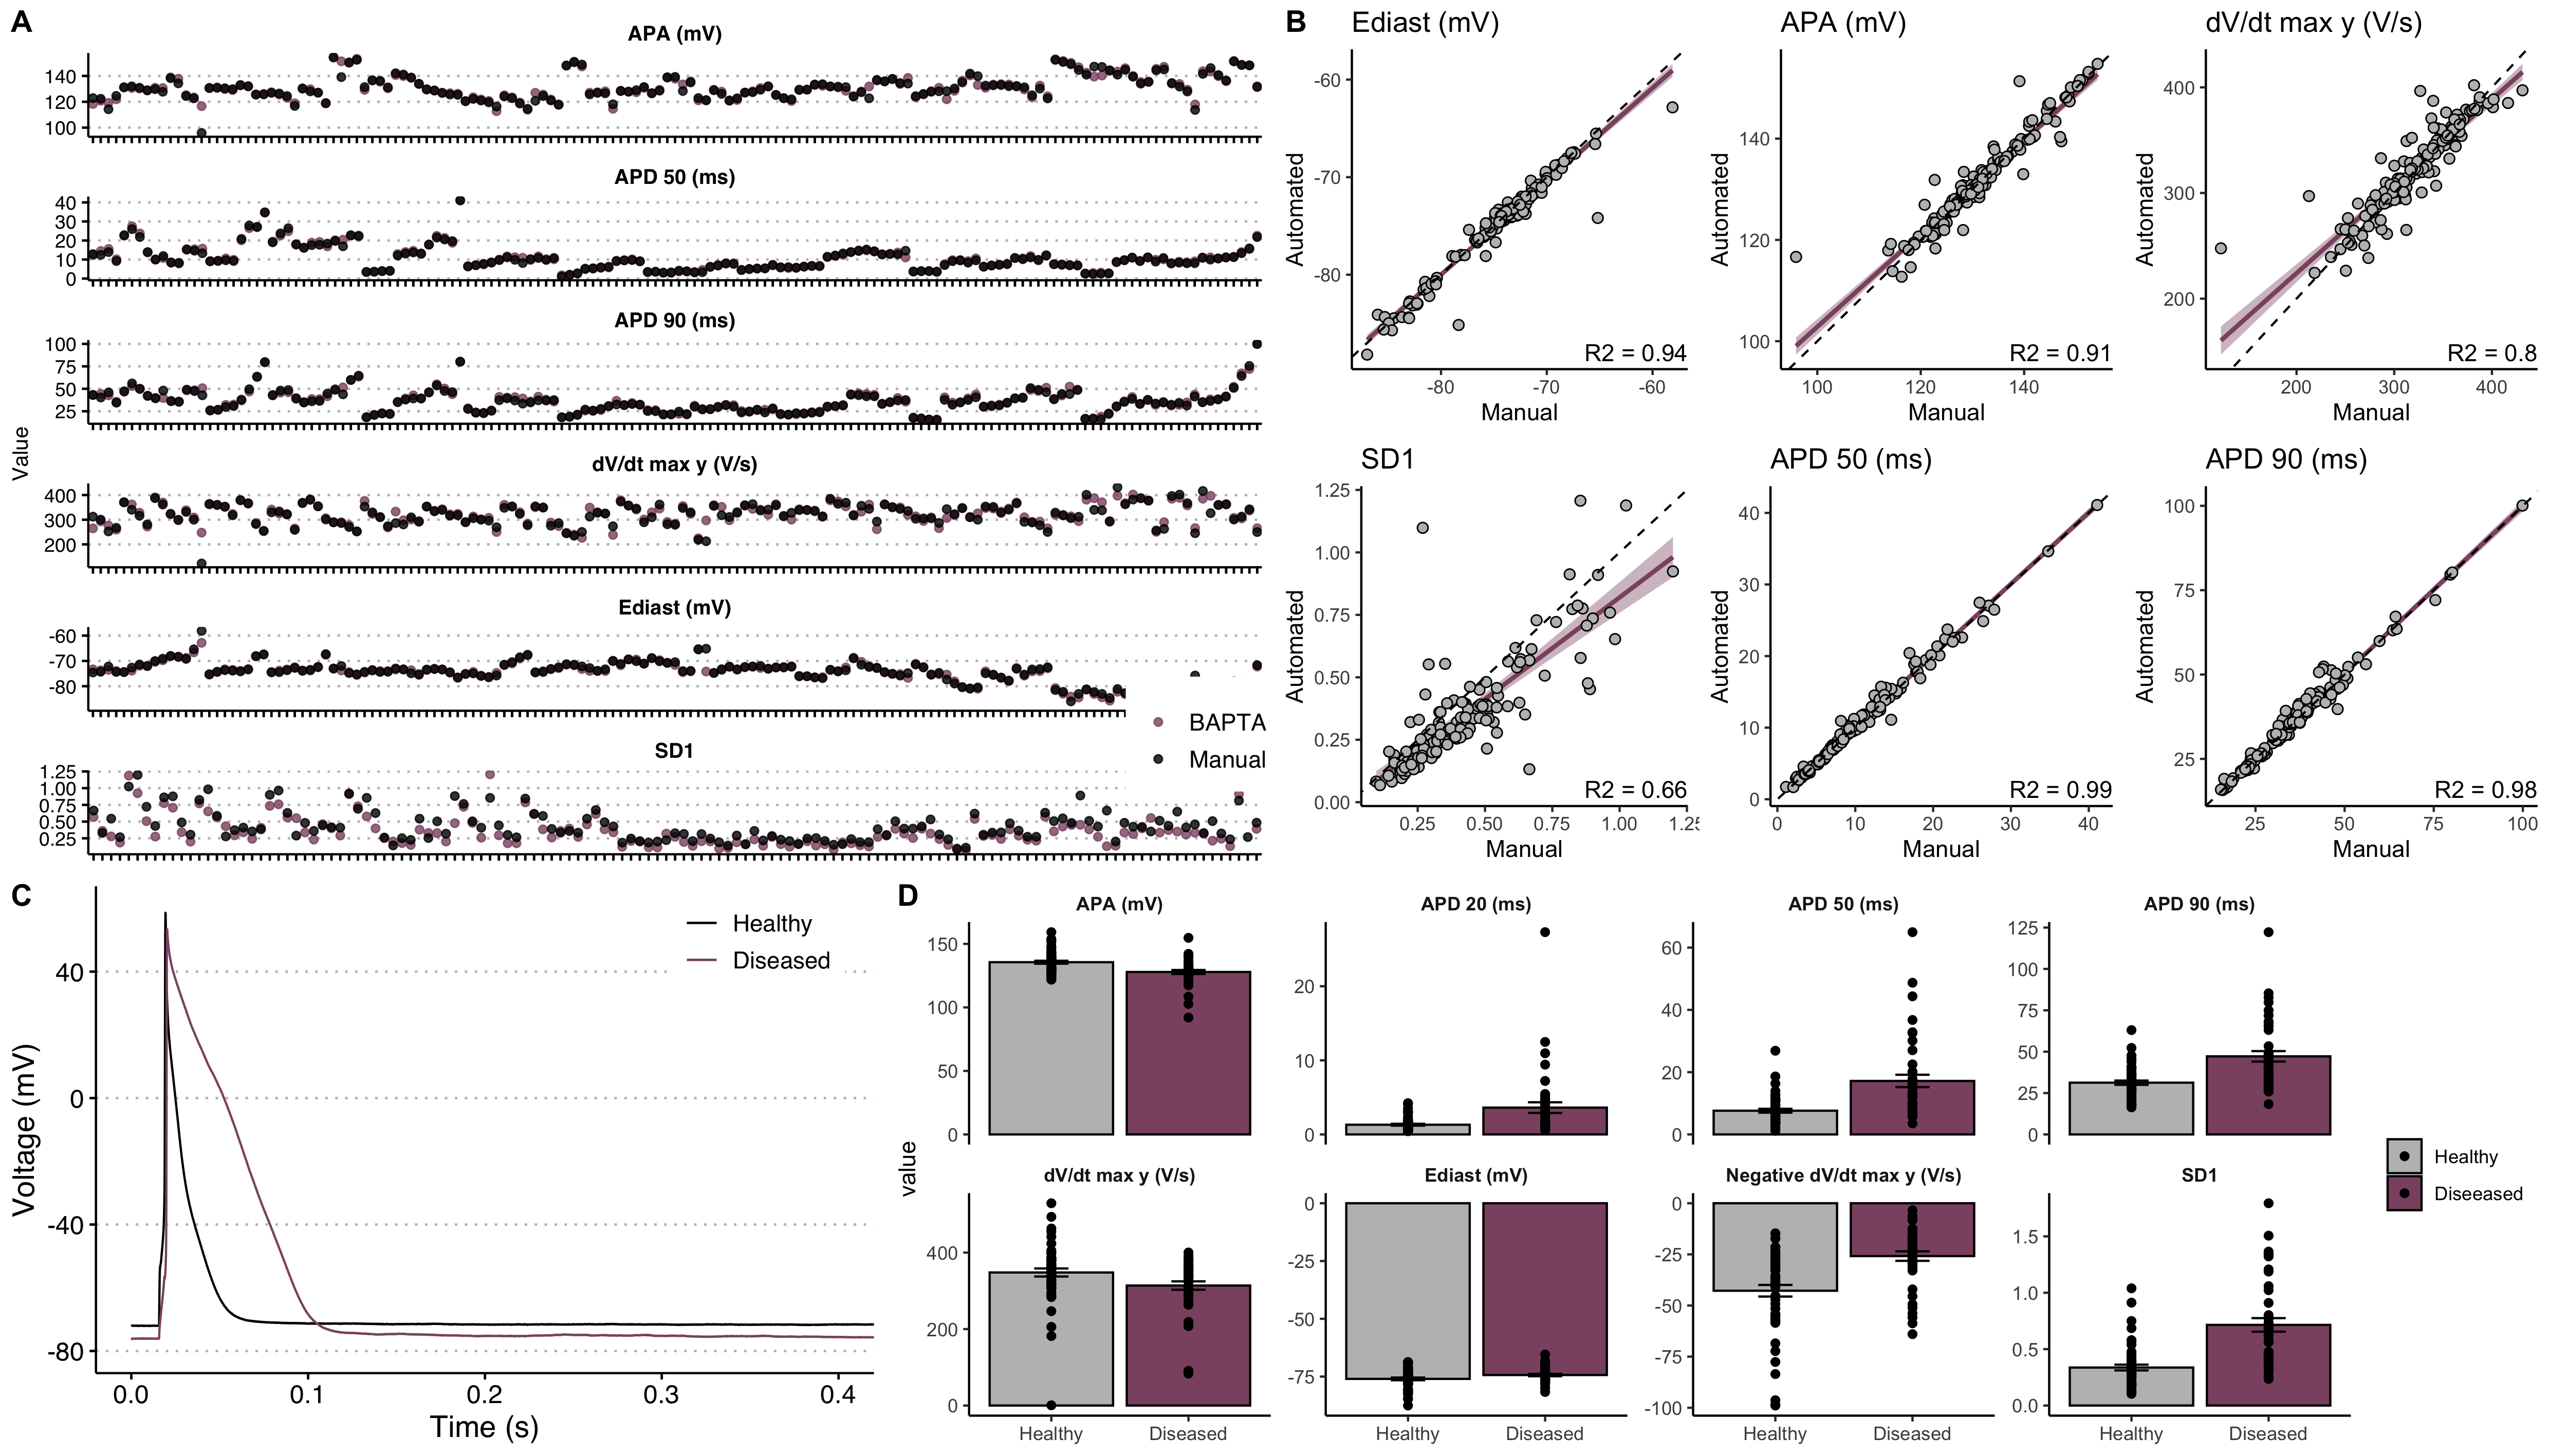 A
Value
APA (mV)
140
120
100
APD 50 (ms)
40
30
20
10
0
APD 90 (ms)
100
75
50
25
dV/dt max y (V/s)
400
300
200
Ediast (mV)
-60
-70
-80
BAPTA
Manual
SD1
1.25
1.00
0.75
0.50
0.25
B
Ediast (mV)
Automated
-60
-70
-80
R2 = 0.94
-80 -70 -60
Manual
APA (mV)
Automated
140
120
100
R2 = 0.91
100 120 140
Manual
dV/dt max y (V/s)
Automated
400
300
200
R2 = 0.8
200 300 400
Manual
SD1
Automated
1.25
1.00
0.75
0.50
0.25
0.00
R2 = 0.66
0.25 0.50 0.75 1.00
Manual
APD 50 (ms)
Automated
40
30
20
10
0
R2 = 0.99
0 10 20 30 40
Manual
APD 90 (ms)
Automated
100
75
50
25
R2 = 0.98
25 50 75 100
Manual
C
Voltage (mV)
Healthy
Diseased
40
0
-40
-80
0.0 0.1 0.2 0.3 0.4
Time (s)
D
value
APA (mV)
150
100
50
0
APD 20 (ms)
20
10
0
APD 50 (ms)
60
40
20
0
APD 90 (ms)
125
100
75
50
25
0
dV/dt max y (V/s)
400
200
0
Healthy Diseased
Ediast (mV)
0
-25
-50
-75
Healthy Diseased
Negative dV/dt max y (V/s)
0
-25
-50
-75
-100
Healthy Diseased
SD1
1.5
1.0
0.5
0.0
Healthy Diseased
Healthy
Diseeased